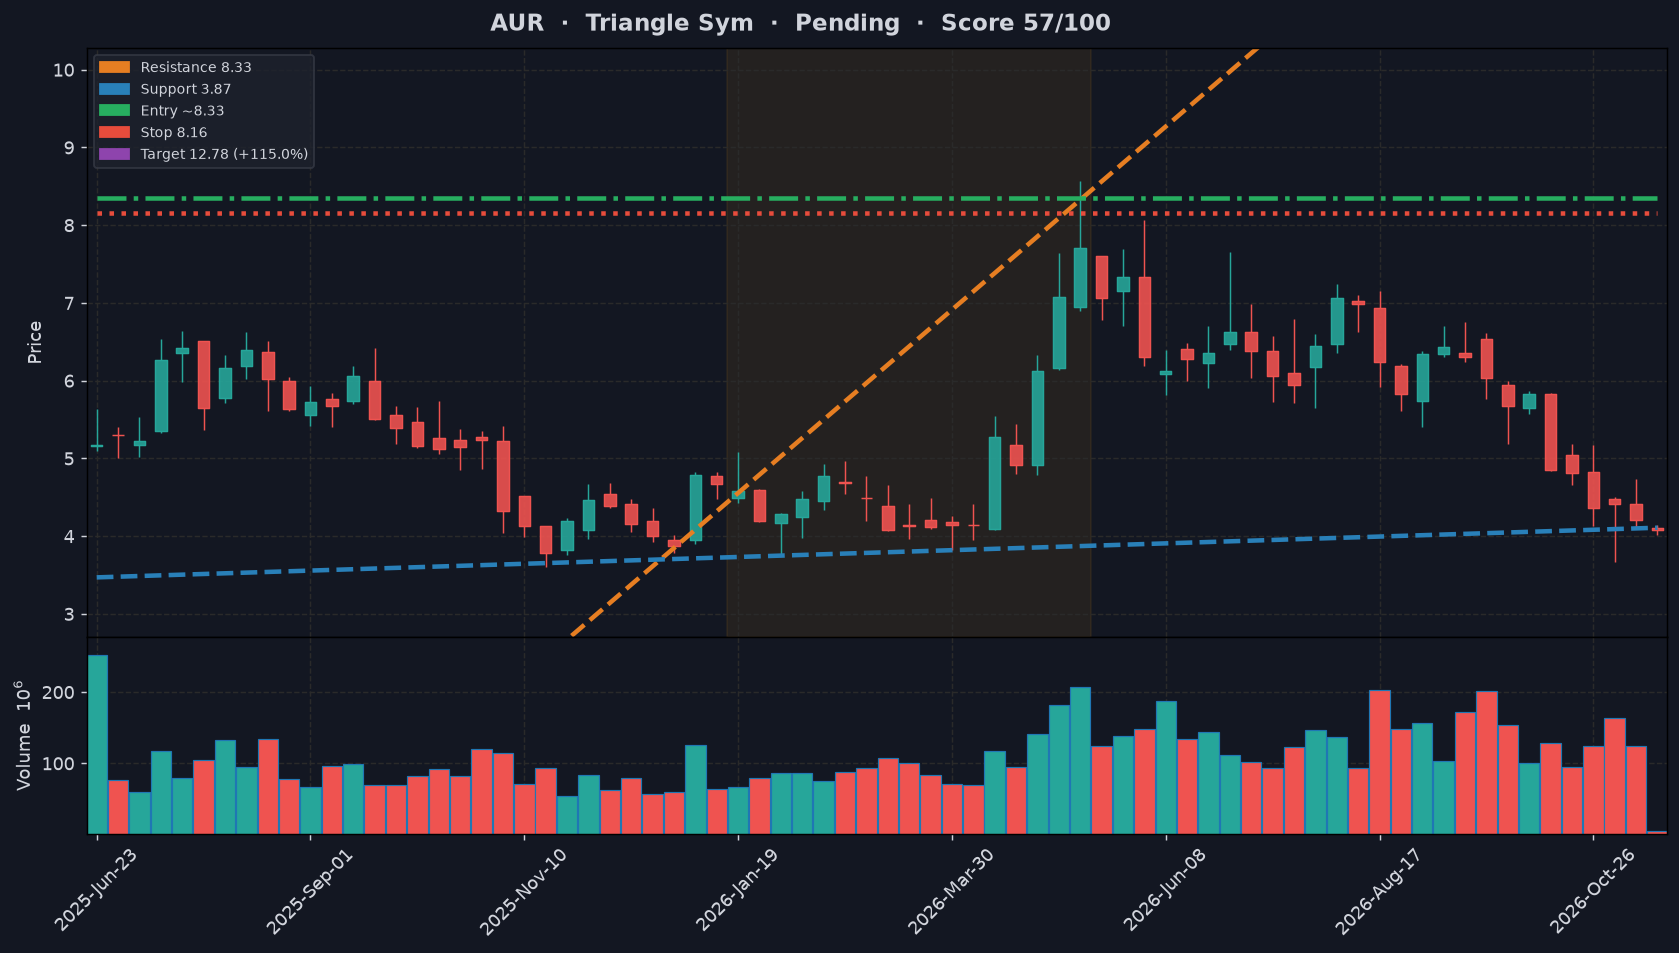 AUR · Triangle Sym · Pending · Score 57/100
Resistance 8.33
Support 3.87
Entry ~8.33
Stop 8.16
Target 12.78 (+115.0%)
10
9
8
7
6
5
4
3
Price
200
100
Volume 10⁶
2025-Jun-23
2025-Sep-01
2025-Nov-10
2026-Jan-19
2026-Mar-30
2026-Jun-08
2026-Aug-17
2026-Oct-26